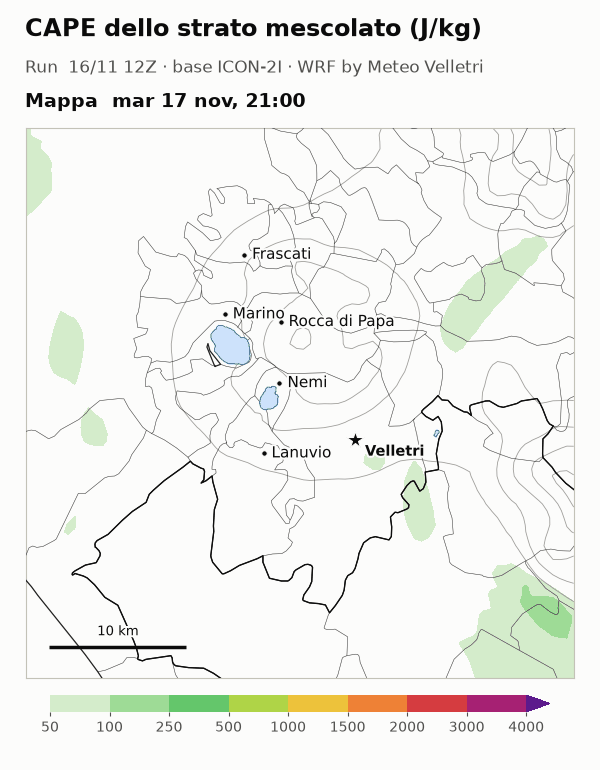 CAPE dello strato mescolato (J/kg)
Run 16/11 12Z · base ICON-2I · WRF by Meteo Velletri
Mappa mar 17 nov, 21:00
Frascati
Marino
Rocca di Papa
Nemi
Velletri
Lanuvio
10 km
50 100 250 500 1000 1500 2000 3000 4000